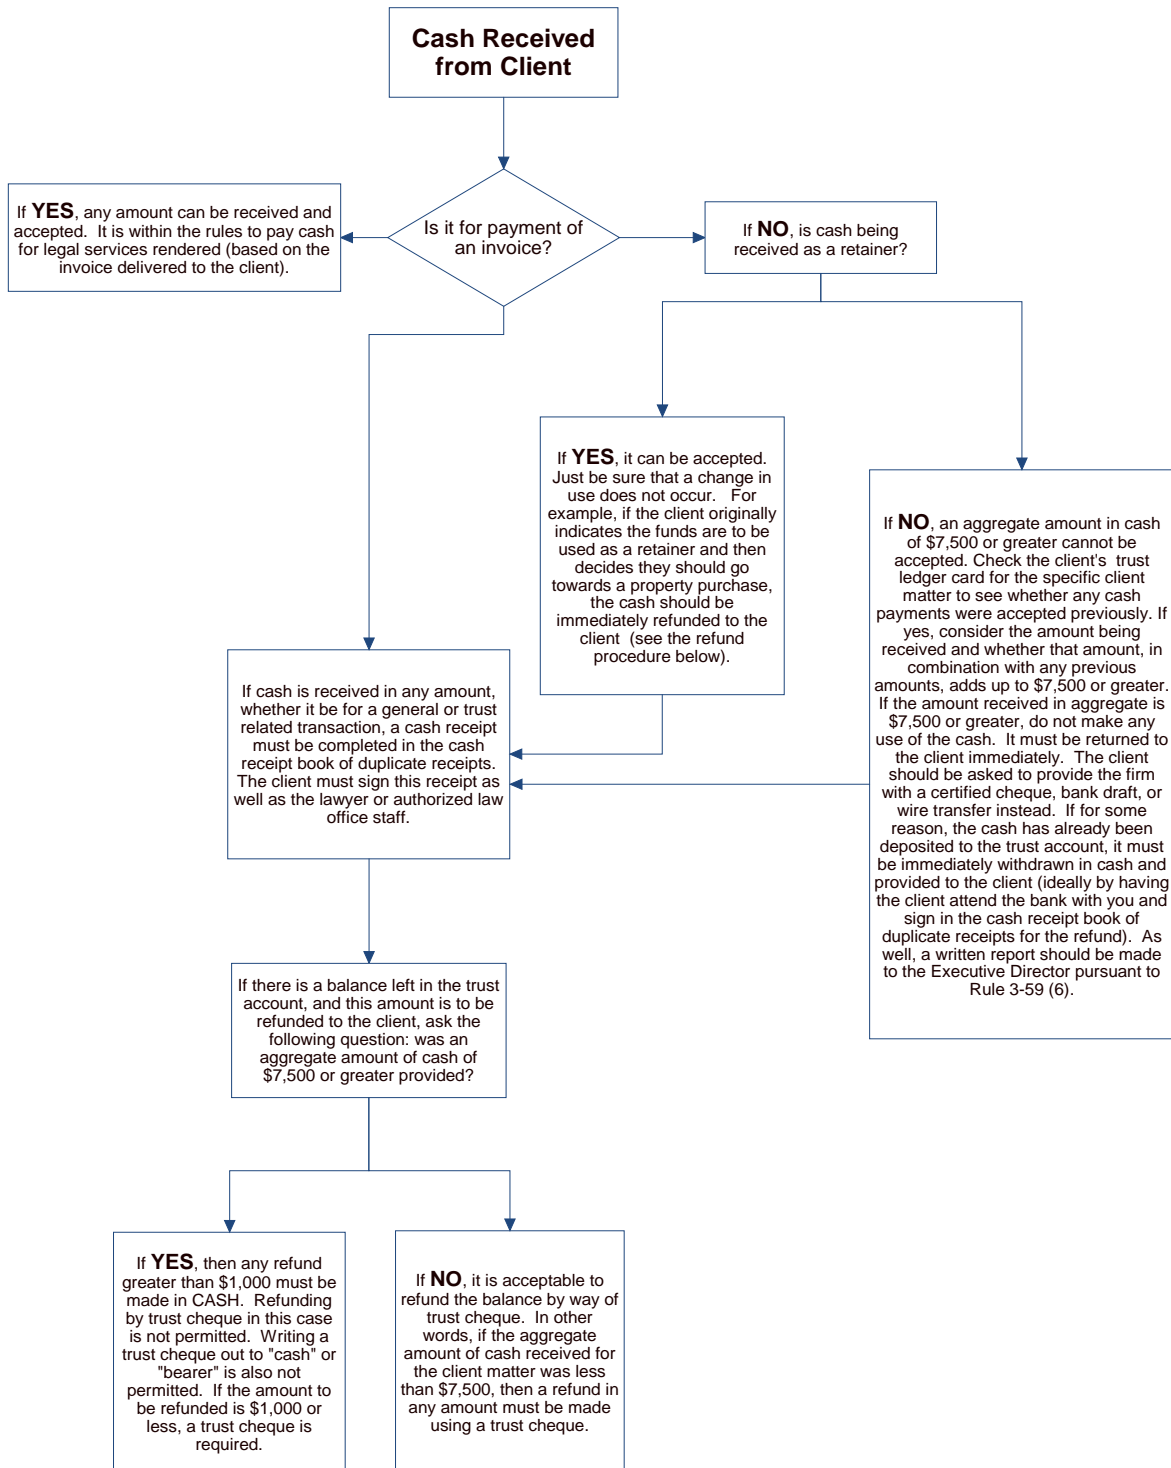 Cash Received
from Client
Is it for payment of
an invoice?
If YES, any amount can be received and
accepted. It is within the rules to pay cash
for legal services rendered (based on the
invoice delivered to the client).
If NO, is cash being
received as a retainer?
If YES, it can be accepted.
Just be sure that a change in
use does not occur. For
example, if the client originally
indicates the funds are to be
used as a retainer and then
decides they should go
towards a property purchase,
the cash should be
immediately refunded to the
client (see the refund
procedure below).
If NO, an aggregate amount in cash
of $7,500 or greater cannot be
accepted. Check the client's trust
ledger card for the specific client
matter to see whether any cash
payments were accepted previously. If
yes, consider the amount being
received and whether that amount, in
combination with any previous
amounts, adds up to $7,500 or greater.
If the amount received in aggregate is
$7,500 or greater, do not make any
use of the cash. It must be returned to
the client immediately. The client
should be asked to provide the firm
with a certified cheque, bank draft, or
wire transfer instead. If for some
reason, the cash has already been
deposited to the trust account, it must
be immediately withdrawn in cash and
provided to the client (ideally by having
the client attend the bank with you and
sign in the cash receipt book of
duplicate receipts for the refund). As
well, a written report should be made
to the Executive Director pursuant to
Rule 3-59 (6).
If cash is received in any amount,
whether it be for a general or trust
related transaction, a cash receipt
must be completed in the cash
receipt book of duplicate receipts.
The client must sign this receipt as
well as the lawyer or authorized law
office staff.
If there is a balance left in the trust
account, and this amount is to be
refunded to the client, ask the
following question: was an
aggregate amount of cash of
$7,500 or greater provided?
If YES, then any refund
greater than $1,000 must be
made in CASH. Refunding
by trust cheque in this case
is not permitted. Writing a
trust cheque out to "cash" or
"bearer" is also not
permitted. If the amount to
be refunded is $1,000 or
less, a trust cheque is
required.
If NO, it is acceptable to
refund the balance by way of
trust cheque. In other
words, if the aggregate
amount of cash received for
the client matter was less
than $7,500, then a refund in
any amount must be made
using a trust cheque.